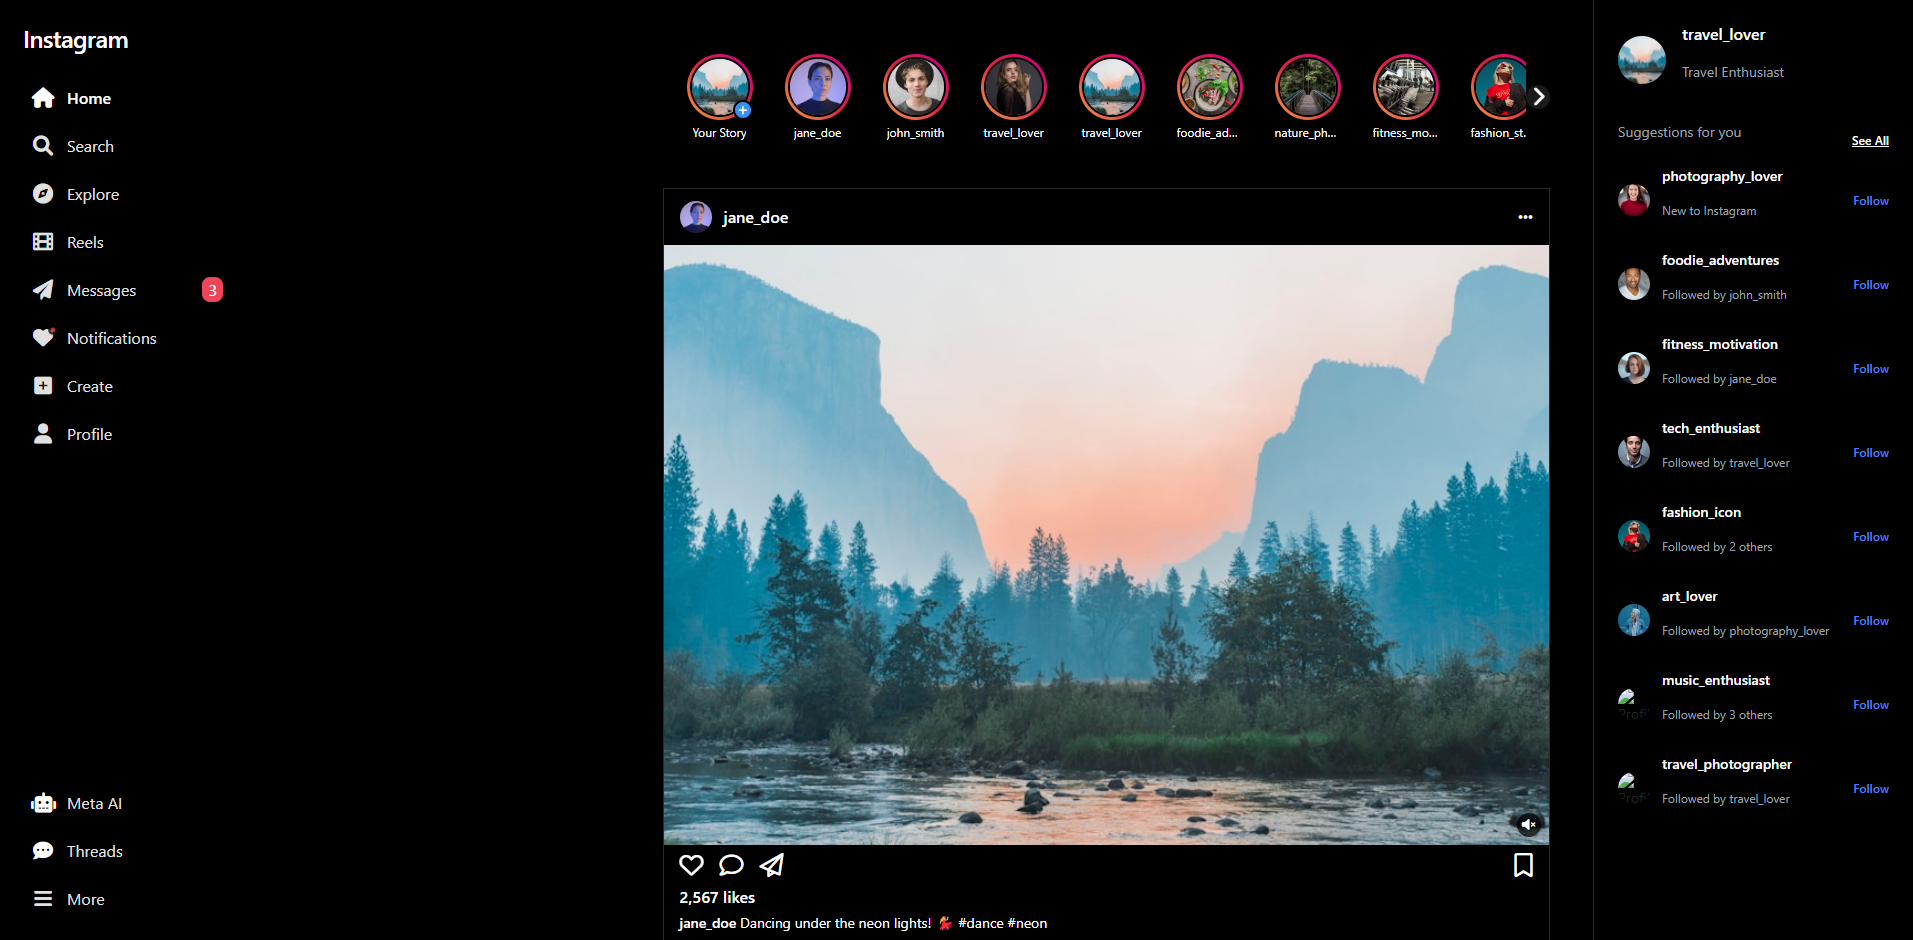 Instagram
Home
Search
Explore
Reels
Messages
3
Notifications
Create
Profile
Meta AI
Threads
More
Your Story
jane_doe
john_smith
travel_lover
travel_lover
foodie_ad...
nature_ph...
fitness_mo...
fashion_st.
jane_doe
2,567 likes
jane_doe Dancing under the neon lights! 💃 #dance #neon
travel_lover
Travel Enthusiast
Suggestions for you
See All
photography_lover
New to Instagram
Follow
foodie_adventures
Followed by john_smith
Follow
fitness_motivation
Followed by jane_doe
Follow
tech_enthusiast
Followed by travel_lover
Follow
fashion_icon
Followed by 2 others
Follow
art_lover
Followed by photography_lover
Follow
music_enthusiast
Followed by 3 others
Follow
travel_photographer
Followed by travel_lover
Follow